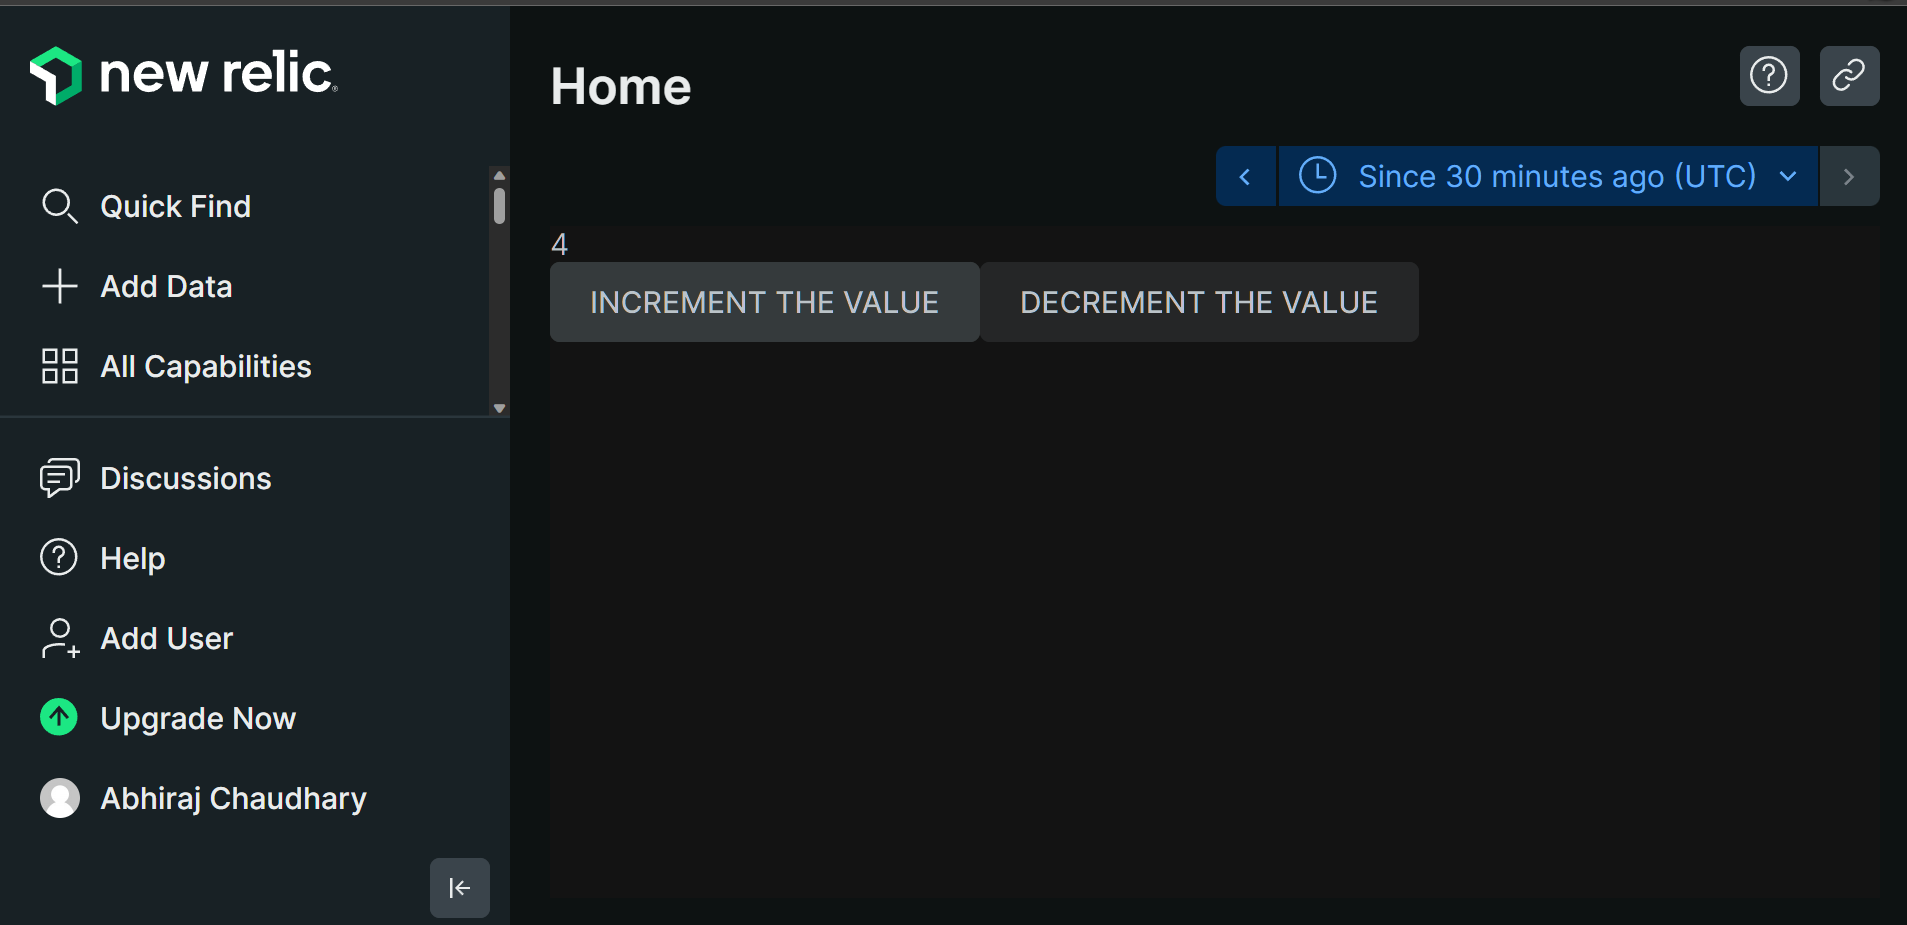 new relic
Quick Find
Add Data
All Capabilities
Discussions
Help
Add User
Upgrade Now
Abhiraj Chaudhary
Home
Since 30 minutes ago (UTC)
4
INCREMENT THE VALUE
DECREMENT THE VALUE